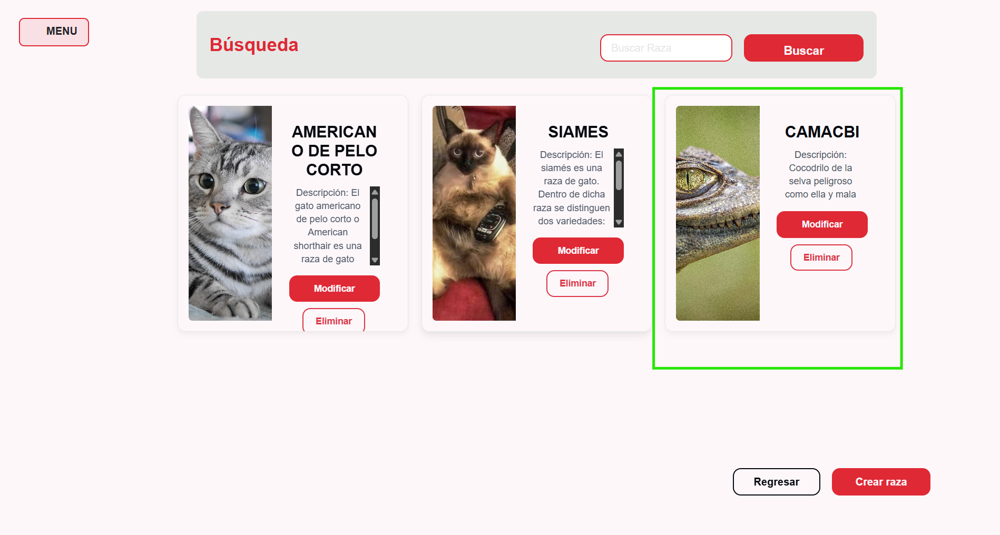 MENU
Búsqueda
Buscar Raza
Buscar
AMERICAN
O DE PELO
CORTO
Descripción: El
gato americano
de pelo corto o
American
shorthair es una
raza de gato
Modificar
Eliminar
SIAMES
Descripción: El
siamés es una
raza de gato.
Dentro de dicha
raza se distinguen
dos variedades:
Modificar
Eliminar
CAMACBI
Descripción:
Cocodrilo de la
selva peligroso
como ella y mala
Modificar
Eliminar
Regresar
Crear raza